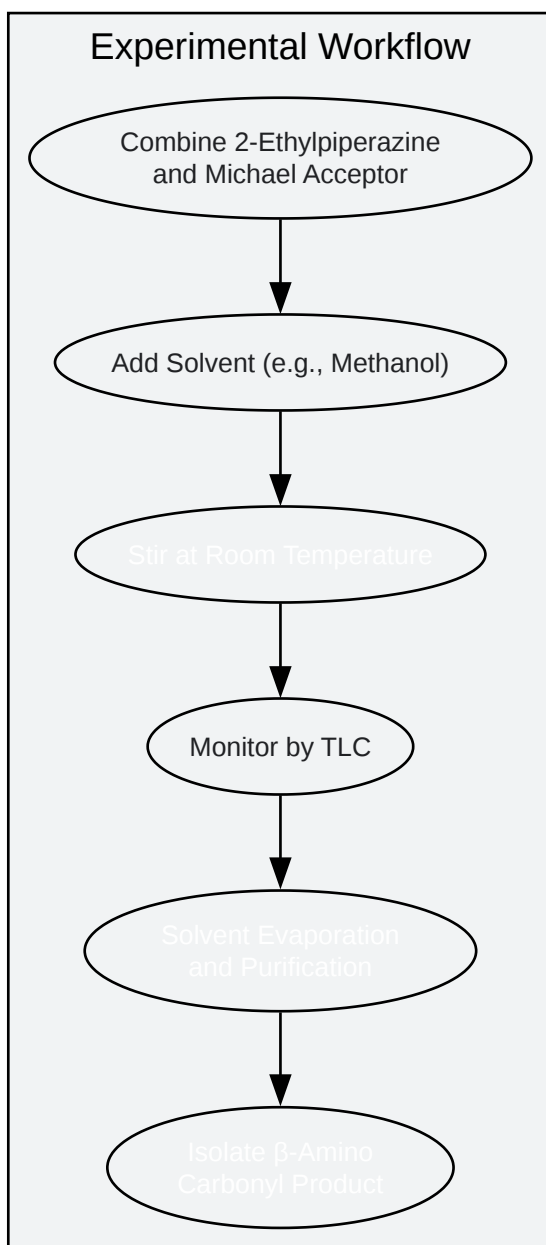 Experimental Workflow
Combine 2-Ethylpiperazine
and Michael Acceptor
Add Solvent (e.g., Methanol)
Stir at Room Temperature
Monitor by TLC
Solvent Evaporation
and Purification
Isolate β-Amino
Carbonyl Product